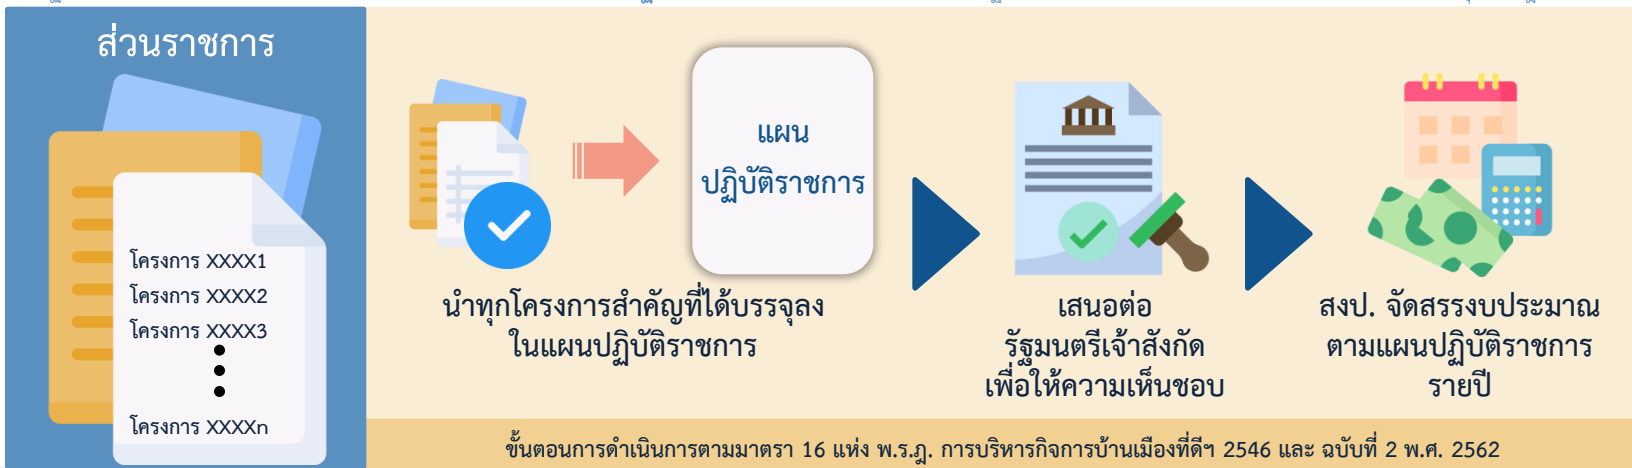 ส่วนราชการ
โครงการ XXXX1
โครงการ XXXX2
โครงการ XXXX3
โครงการ XXXXn
แผน
ปฏิบัติราชการ
นำทุกโครงการสำคัญที่ได้บรรจุลง
ในแผนปฏิบัติราชการ
เสนอต่อ
รัฐมนตรีเจ้าสังกัด
เพื่อให้ความเห็นชอบ
สงป. จัดสรรงบประมาณ
ตามแผนปฏิบัติราชการ
รายปี
ขั้นตอนการดำเนินการตามมาตรา 16 แห่ง พ.ร.ฎ. การบริหารกิจการบ้านเมืองที่ดีฯ 2546 และ ฉบับที่ 2 พ.ศ. 2562